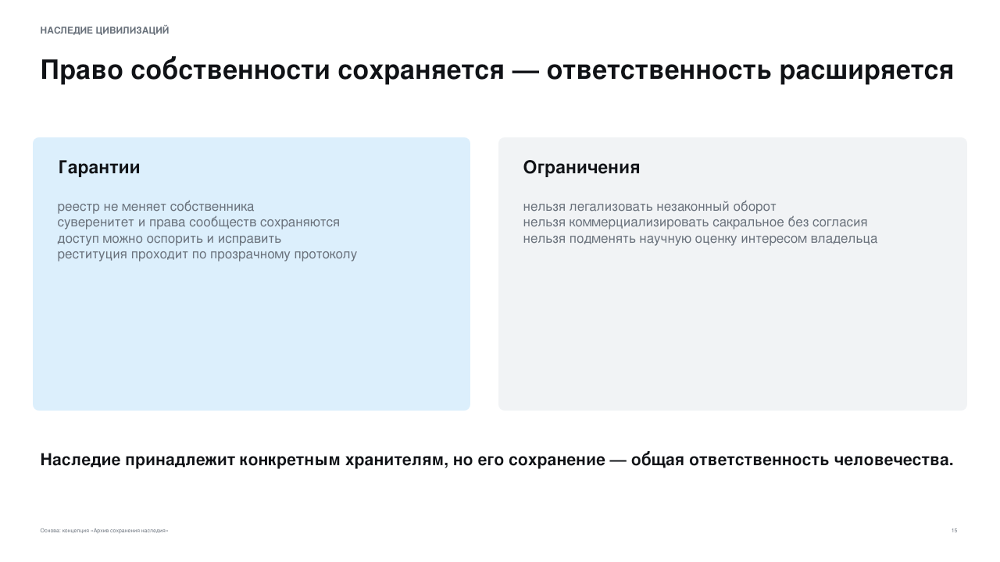 НАСЛЕДИЕ ЦИВИЛИЗАЦИЙ
Право собственности сохраняется — ответственность расширяется
Гарантии
реестр не меняет собственника
суверенитет и права сообществ сохраняются
доступ можно оспорить и исправить
реституция проходит по прозрачному протоколу
Ограничения
нельзя легализовать незаконный оборот
нельзя коммерциализировать сакральное без согласия
нельзя подменять научную оценку интересом владельца
Наследие принадлежит конкретным хранителям, но его сохранение — общая ответственность человечества.
Основа: концепция «Архив сохранения наследия»
15